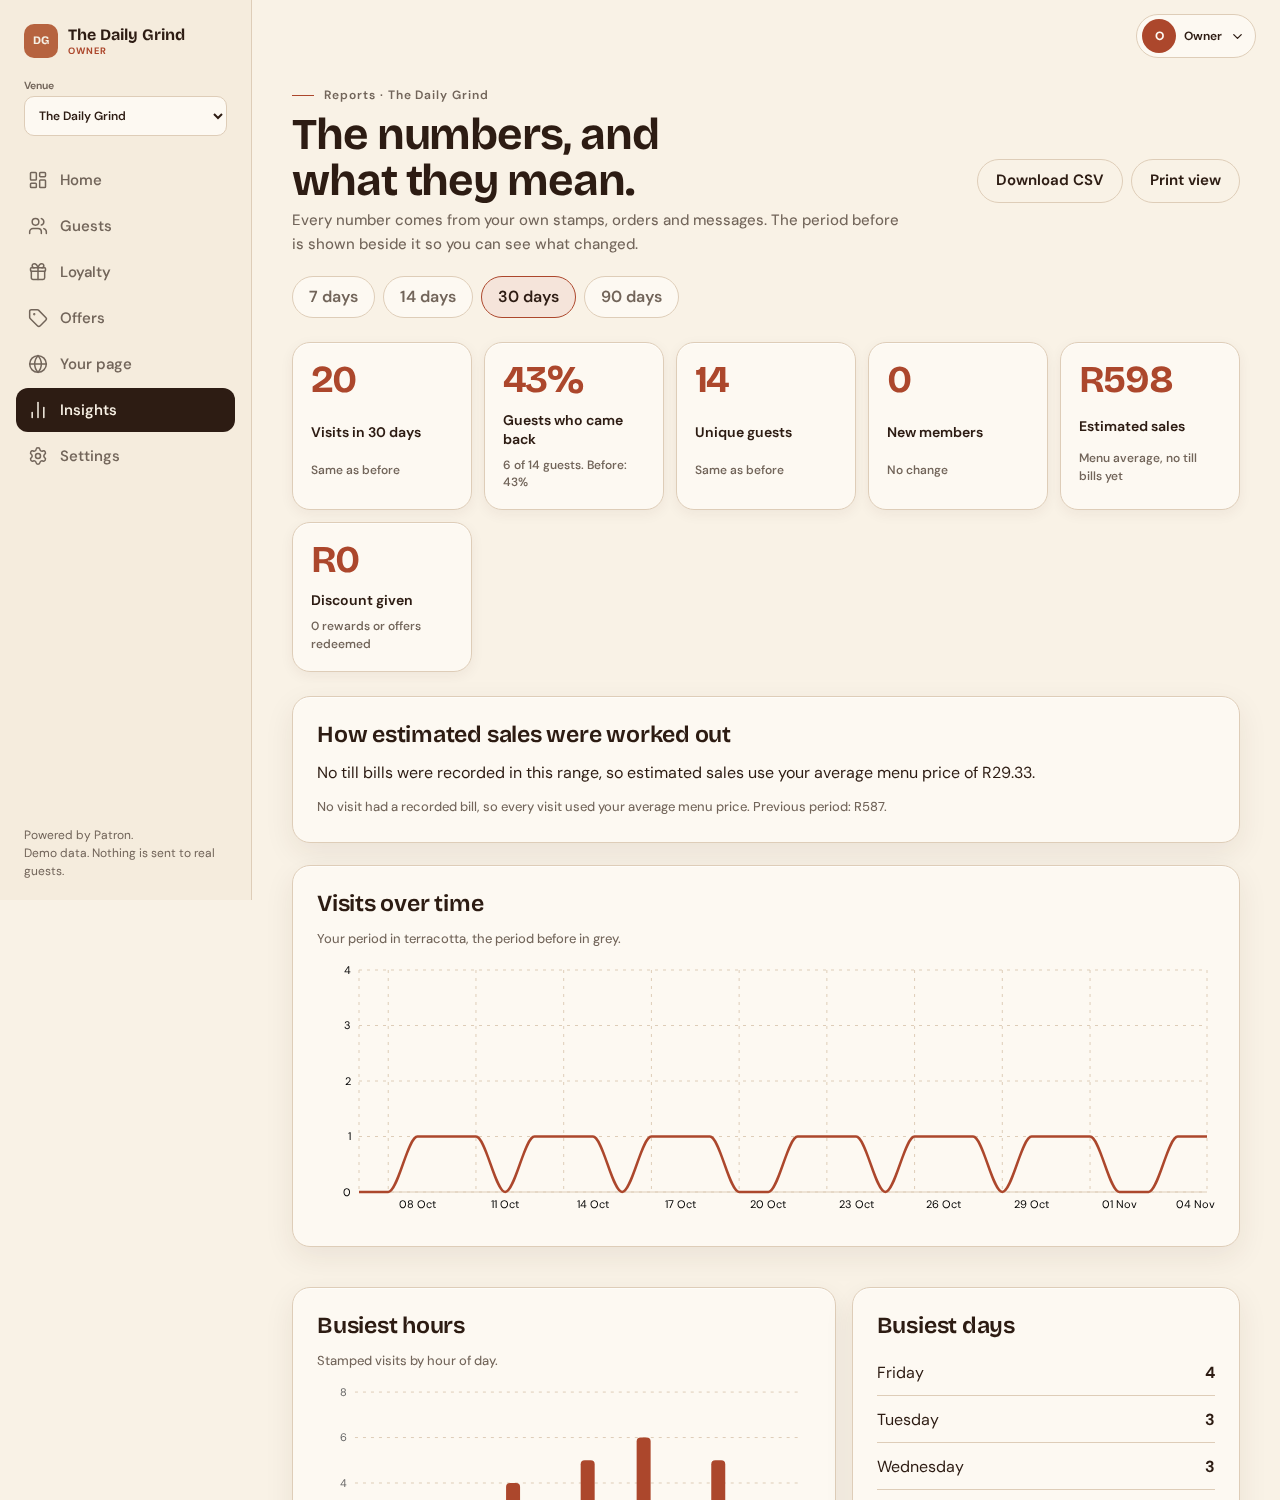 DG
The Daily Grind
OWNER
Venue
The Daily Grind
Home
Guests
Loyalty
Offers
Your page
Insights
Settings
Powered by Patron.
Demo data. Nothing is sent to real
guests.
O
Owner
Reports · The Daily Grind
The numbers, and
what they mean.
Every number comes from your own stamps, orders and messages. The period before
is shown beside it so you can see what changed.
Download CSV
Print view
7 days
14 days
30 days
90 days
20
Visits in 30 days
Same as before
43%
Guests who came
back
6 of 14 guests. Before:
43%
14
Unique guests
Same as before
0
New members
No change
R598
Estimated sales
Menu average, no till
bills yet
R0
Discount given
0 rewards or offers
redeemed
How estimated sales were worked out
No till bills were recorded in this range, so estimated sales use your average menu price of R29.33.
No visit had a recorded bill, so every visit used your average menu price. Previous period: R587.
Visits over time
Your period in terracotta, the period before in grey.
4
3
2
1
0
08 Oct
11 Oct
14 Oct
17 Oct
20 Oct
23 Oct
26 Oct
29 Oct
01 Nov
04 Nov
Busiest hours
Stamped visits by hour of day.
8
6
4
Busiest days
Friday 4
Tuesday 3
Wednesday 3